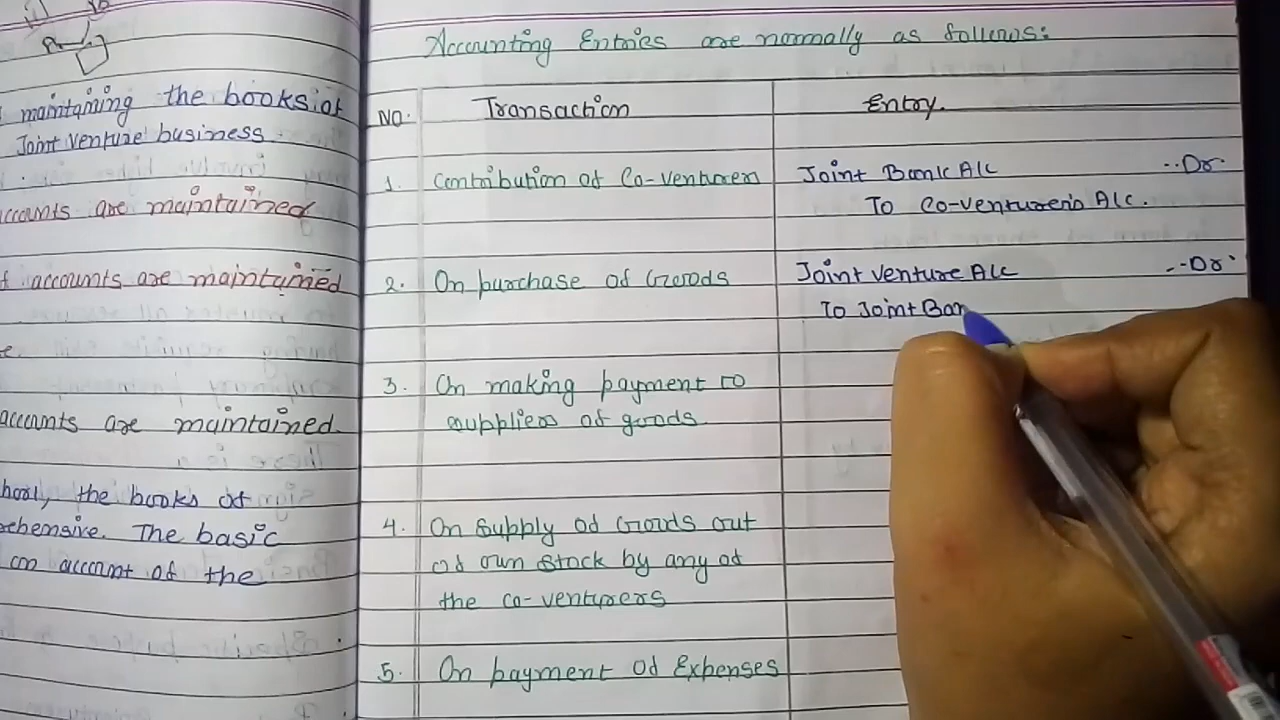 maintaining the books of
Joint Venture business
accounts are maintained
accounts are maintained
accounts are maintained.
the books of
The basic
on account of the
Accounting Entries are normally as follows:
No. Transaction Entry.
1. Contribution of Co-venturers Joint Bank A/c ..Dr.
To Co-venturer's A/c.
2. On purchase of Goods Joint Venture A/c ..Dr.
To Joint Ban
3. On making payment to
suppliers of goods
4. On Supply of Goods out
of own stock by any of
the co-venturers
5. On payment of Expenses